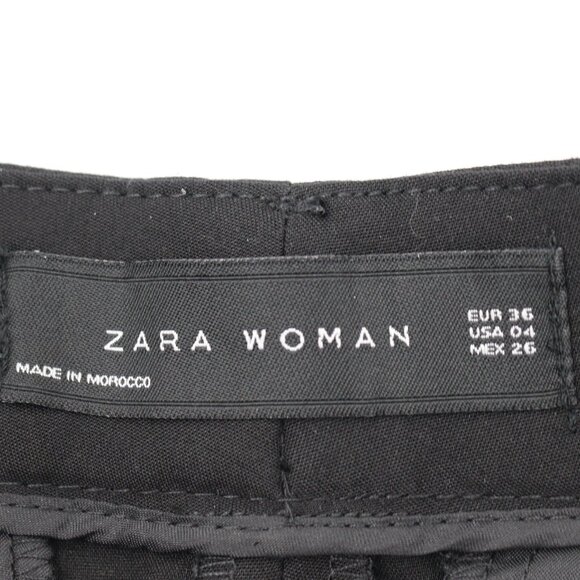 ZARA WOMAN
EUR 36
USA 04
MEX 26
MADE IN MOROCCO